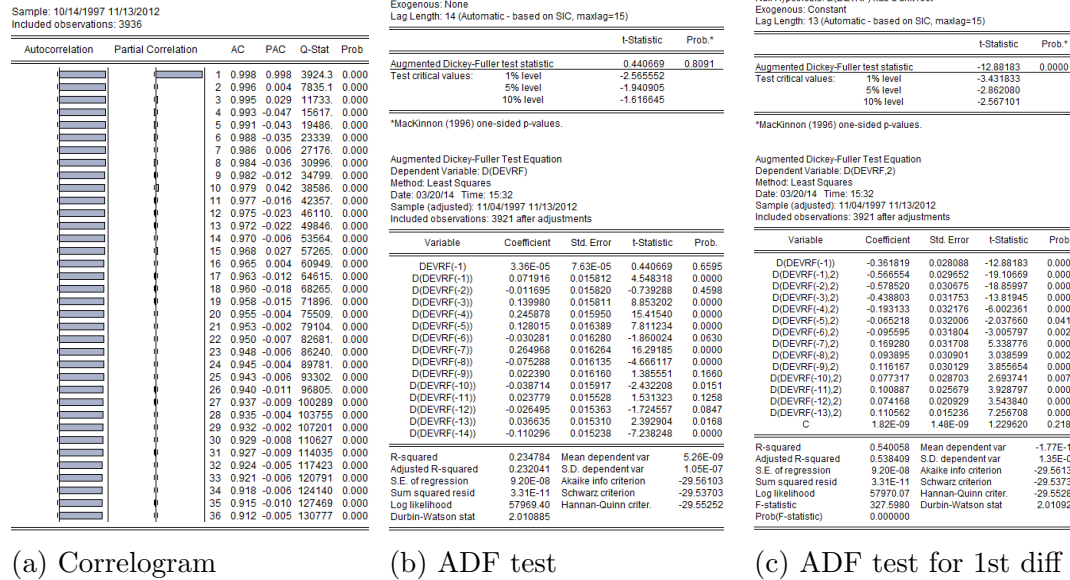 Sample: 10/14/1997 11/13/2012
Included observations: 3936
Autocorrelation Partial Correlation AC PAC Q-Stat Prob
1 0.998 0.998 3924.3 0.000
2 0.996 0.004 7835.1 0.000
3 0.995 0.029 11733. 0.000
4 0.993 -0.047 15617. 0.000
5 0.991 -0.043 19486. 0.000
6 0.988 -0.035 23339. 0.000
7 0.986 0.006 27176. 0.000
8 0.984 -0.036 30996. 0.000
9 0.982 -0.012 34799. 0.000
10 0.979 0.042 38586. 0.000
11 0.977 -0.016 42357. 0.000
12 0.975 -0.023 46110. 0.000
13 0.972 -0.022 49846. 0.000
14 0.970 -0.006 53564. 0.000
15 0.968 0.027 57265. 0.000
16 0.965 0.004 60949. 0.000
17 0.963 -0.012 64615. 0.000
18 0.960 -0.018 68265. 0.000
19 0.958 -0.015 71896. 0.000
20 0.955 -0.004 75509. 0.000
21 0.953 -0.002 79104. 0.000
22 0.950 -0.007 82681. 0.000
23 0.948 -0.006 86240. 0.000
24 0.945 -0.004 89781. 0.000
25 0.943 -0.006 93302. 0.000
26 0.940 -0.011 96805. 0.000
27 0.937 -0.009 100289 0.000
28 0.935 -0.004 103755 0.000
29 0.932 -0.002 107201 0.000
30 0.929 -0.008 110627 0.000
31 0.927 -0.009 114035 0.000
32 0.924 -0.005 117423 0.000
33 0.921 -0.006 120791 0.000
34 0.918 -0.006 124140 0.000
35 0.915 -0.010 127469 0.000
36 0.912 -0.005 130777 0.000
(a) Correlogram
Exogenous: None
Lag Length: 14 (Automatic - based on SIC, maxlag=15)
t-Statistic Prob.*
Augmented Dickey-Fuller test statistic 0.440669 0.8091
Test critical values: 1% level -2.565552
5% level -1.940905
10% level -1.616645
*MacKinnon (1996) one-sided p-values.
Augmented Dickey-Fuller Test Equation
Dependent Variable: D(DEVRF)
Method: Least Squares
Date: 03/20/14 Time: 15:32
Sample (adjusted): 11/04/1997 11/13/2012
Included observations: 3921 after adjustments
Variable Coefficient Std. Error t-Statistic Prob.
DEVRF(-1) 3.36E-05 7.63E-05 0.440669 0.6595
D(DEVRF(-1)) 0.071916 0.015812 4.548318 0.0000
D(DEVRF(-2)) -0.011695 0.015820 -0.739288 0.4598
D(DEVRF(-3)) 0.139980 0.015811 8.853202 0.0000
D(DEVRF(-4)) 0.245878 0.015950 15.41540 0.0000
D(DEVRF(-5)) 0.128015 0.016389 7.811234 0.0000
D(DEVRF(-6)) -0.030281 0.016280 -1.860024 0.0630
D(DEVRF(-7)) 0.264968 0.016264 16.29185 0.0000
D(DEVRF(-8)) -0.075288 0.016135 -4.666117 0.0000
D(DEVRF(-9)) 0.022390 0.016160 1.385551 0.1660
D(DEVRF(-10)) -0.038714 0.015917 -2.432208 0.0151
D(DEVRF(-11)) 0.023779 0.015528 1.531323 0.1258
D(DEVRF(-12)) -0.026495 0.015363 -1.724557 0.0847
D(DEVRF(-13)) 0.036635 0.015310 2.392904 0.0168
D(DEVRF(-14)) -0.110296 0.015238 -7.238248 0.0000
R-squared 0.234784 Mean dependent var 5.26E-09
Adjusted R-squared 0.232041 S.D. dependent var 1.05E-07
S.E. of regression 9.20E-08 Akaike info criterion -29.56103
Sum squared resid 3.31E-11 Schwarz criterion -29.53703
Log likelihood 57969.40 Hannan-Quinn criter. -29.55252
Durbin-Watson stat 2.010885
(b) ADF test
Exogenous: Constant
Lag Length: 13 (Automatic - based on SIC, maxlag=15)
t-Statistic Prob.*
Augmented Dickey-Fuller test statistic -12.88183 0.0000
Test critical values: 1% level -3.431833
5% level -2.862080
10% level -2.567101
*MacKinnon (1996) one-sided p-values.
Augmented Dickey-Fuller Test Equation
Dependent Variable: D(DEVRF,2)
Method: Least Squares
Date: 03/20/14 Time: 15:32
Sample (adjusted): 11/04/1997 11/13/2012
Included observations: 3921 after adjustments
Variable Coefficient Std. Error t-Statistic Prob
D(DEVRF(-1)) -0.361819 0.028088 -12.88183 0.000
D(DEVRF(-1),2) -0.566554 0.029652 -19.10669 0.000
D(DEVRF(-2),2) -0.578520 0.030675 -18.85997 0.000
D(DEVRF(-3),2) -0.438803 0.031753 -13.81945 0.000
D(DEVRF(-4),2) -0.193133 0.032176 -6.002361 0.000
D(DEVRF(-5),2) -0.065218 0.032006 -2.037660 0.041
D(DEVRF(-6),2) -0.095595 0.031804 -3.005797 0.002
D(DEVRF(-7),2) 0.169280 0.031708 5.338776 0.000
D(DEVRF(-8),2) 0.093895 0.030901 3.038599 0.002
D(DEVRF(-9),2) 0.116167 0.030129 3.855654 0.000
D(DEVRF(-10),2) 0.077317 0.028703 2.693741 0.007
D(DEVRF(-11),2) 0.100887 0.025679 3.928797 0.000
D(DEVRF(-12),2) 0.074168 0.020929 3.543840 0.000
D(DEVRF(-13),2) 0.110562 0.015236 7.256708 0.000
C 1.82E-09 1.48E-09 1.229620 0.218
R-squared 0.540058 Mean dependent var -1.77E-1
Adjusted R-squared 0.538409 S.D. dependent var 1.35E-0
S.E. of regression 9.20E-08 Akaike info criterion -29.5613
Sum squared resid 3.31E-11 Schwarz criterion -29.5373
Log likelihood 57970.07 Hannan-Quinn criter. -29.5528
F-statistic 327.5980 Durbin-Watson stat 2.01092
Prob(F-statistic) 0.000000
(c) ADF test for 1st diff